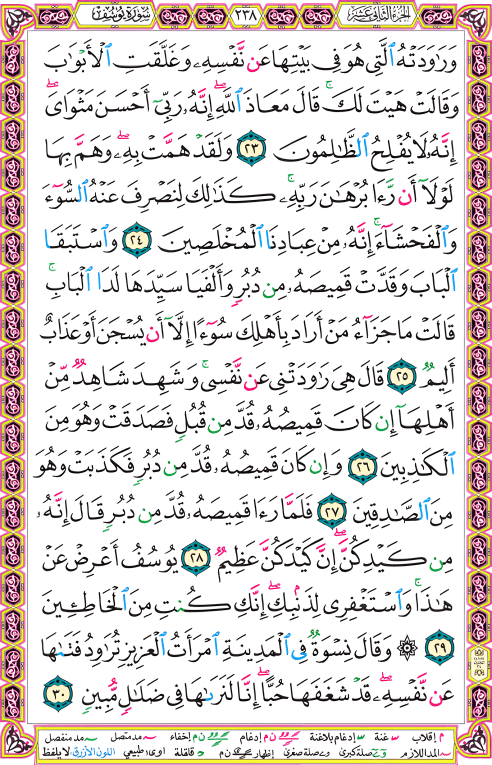 الجزء الثاني عشر
٢٣٨
سورة يوسف
وَرَٰوَدَتْهُ ٱلَّتِى هُوَ فِى بَيْتِهَا عَن نَّفْسِهِۦ وَغَلَّقَتِ ٱلْأَبْوَٰبَ
وَقَالَتْ هَيْتَ لَكَ ۚ قَالَ مَعَاذَ ٱللَّهِ ۖ إِنَّهُۥ رَبِّىٓ أَحْسَنَ مَثْوَاىَ ۖ
إِنَّهُۥ لَا يُفْلِحُ ٱلظَّـٰلِمُونَ ٢٣ وَلَقَدْ هَمَّتْ بِهِۦ ۖ وَهَمَّ بِهَا
لَوْلَآ أَن رَّءَا بُرْهَـٰنَ رَبِّهِۦ ۚ كَذَٰلِكَ لِنَصْرِفَ عَنْهُ ٱلسُّوٓءَ
وَٱلْفَحْشَآءَ ۚ إِنَّهُۥ مِنْ عِبَادِنَا ٱلْمُخْلَصِينَ ٢٤ وَٱسْتَبَقَا
ٱلْبَابَ وَقَدَّتْ قَمِيصَهُۥ مِن دُبُرٍ وَأَلْفَيَا سَيِّدَهَا لَدَا ٱلْبَابِ ۚ
قَالَتْ مَا جَزَآءُ مَنْ أَرَادَ بِأَهْلِكَ سُوٓءًا إِلَّآ أَن يُسْجَنَ أَوْ عَذَابٌ
أَلِيمٌ ٢٥ قَالَ هِىَ رَٰوَدَتْنِى عَن نَّفْسِى ۚ وَشَهِدَ شَاهِدٌ مِّنْ
أَهْلِهَآ إِن كَانَ قَمِيصُهُۥ قُدَّ مِن قُبُلٍ فَصَدَقَتْ وَهُوَ مِنَ
ٱلْكَـٰذِبِينَ ٢٦ وَإِن كَانَ قَمِيصُهُۥ قُدَّ مِن دُبُرٍ فَكَذَبَتْ وَهُوَ
مِنَ ٱلصَّـٰدِقِينَ ٢٧ فَلَمَّا رَءَا قَمِيصَهُۥ قُدَّ مِن دُبُرٍ قَالَ إِنَّهُۥ
مِن كَيْدِكُنَّ ۖ إِنَّ كَيْدَكُنَّ عَظِيمٌ ٢٨ يُوسُفُ أَعْرِضْ عَنْ
هَـٰذَا ۚ وَٱسْتَغْفِرِى لِذَنۢبِكِ ۖ إِنَّكِ كُنتِ مِنَ ٱلْخَاطِـِٔينَ
٢٩ ۞ وَقَالَ نِسْوَةٌ فِى ٱلْمَدِينَةِ ٱمْرَأَتُ ٱلْعَزِيزِ تُرَٰوِدُ فَتَىٰهَا
عَن نَّفْسِهِۦ ۖ قَدْ شَغَفَهَا حُبًّا ۖ إِنَّا لَنَرَىٰهَا فِى ضَلَـٰلٍ مُّبِينٍ ٣٠
م إقلاب غنة إدغام بلاغنة ن م إدغام ن م إخفاء مد متصل مد منفصل
المد اللازم صلة كبرى صلة صغرى إظهار ن م قلقلة طبيعي اللون الأزرق لا يلفظ